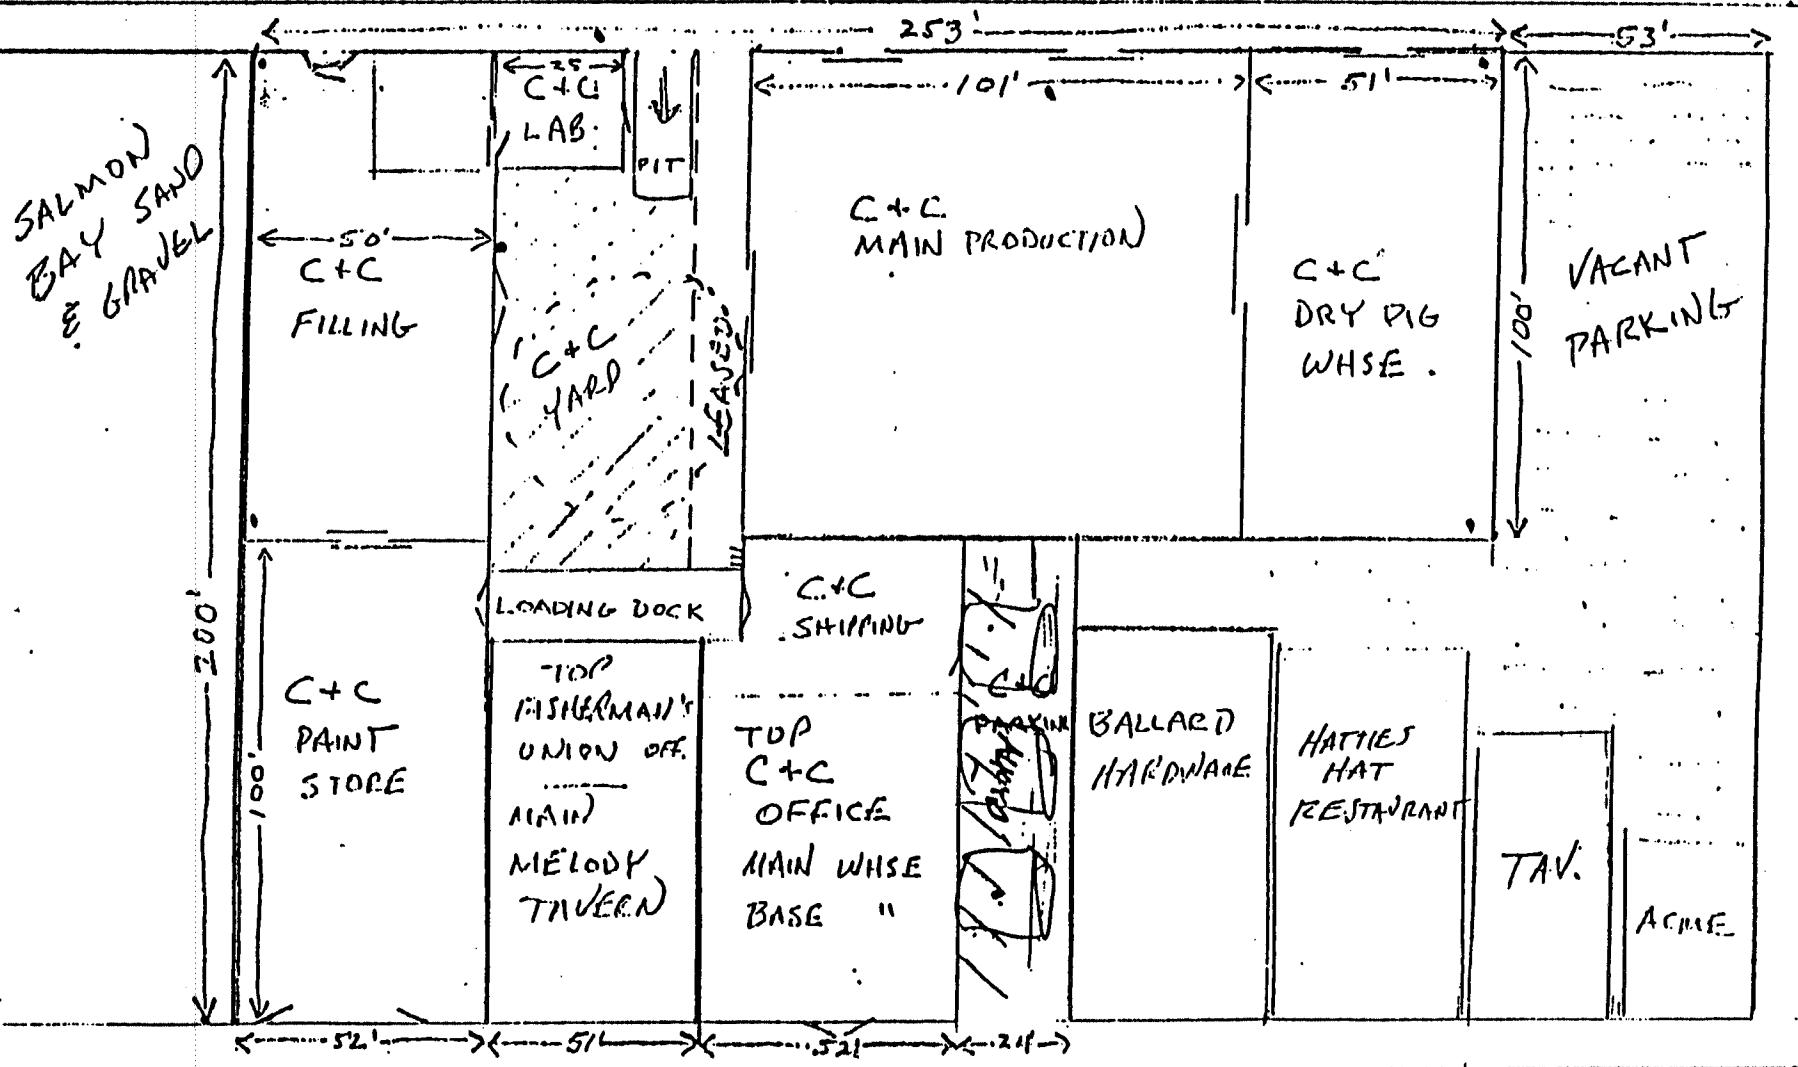 253'
53'
25
C+C
LAB.
PIT
101'
51'
SALMON
BAY SAND
& GRAVEL
50'
C+C
FILLING
C+C
YARD
LEASED
C+C
MAIN PRODUCTION
C+C
DRY PIG
WHSE.
100'
VACANT
PARKING
200'
100'
LOADING DOCK
C+C
SHIPPING
C+C
PAINT
STORE
TOP
FISHERMAN'S
UNION OFF.
MAIN
MELODY
TAVERN
TOP
C+C
OFFICE
MAIN WHSE
BASE "
C+C
PARKING
BALLARD
HARDWARE
HATTIES
HAT
RESTAURANT
TAV.
ACME
52'
51'
52'